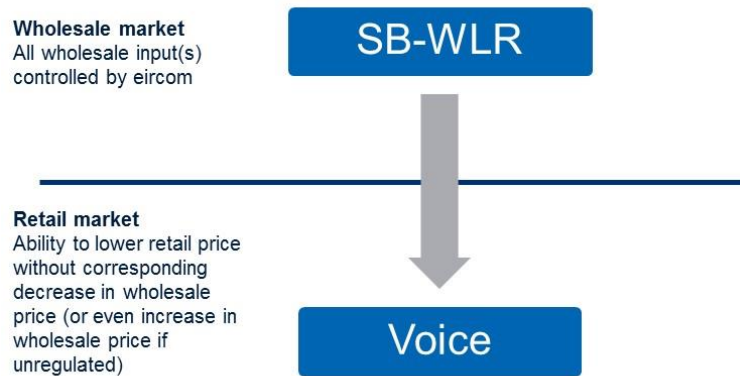 Wholesale market
All wholesale input(s)
controlled by eircom
SB-WLR
Retail market
Ability to lower retail price
without corresponding
decrease in wholesale
price (or even increase in
wholesale price if
unregulated)
Voice